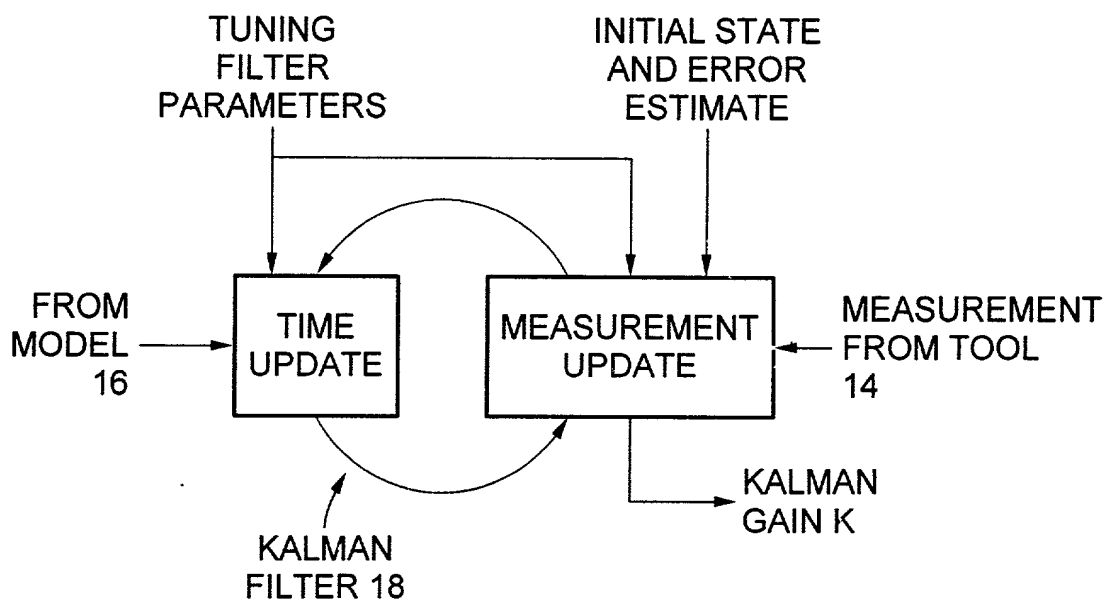 TUNING
FILTER
PARAMETERS
INITIAL STATE
AND ERROR
ESTIMATE
FROM
MODEL
16
TIME
UPDATE
MEASUREMENT
UPDATE
MEASUREMENT
FROM TOOL
14
KALMAN
GAIN K
KALMAN
FILTER 18